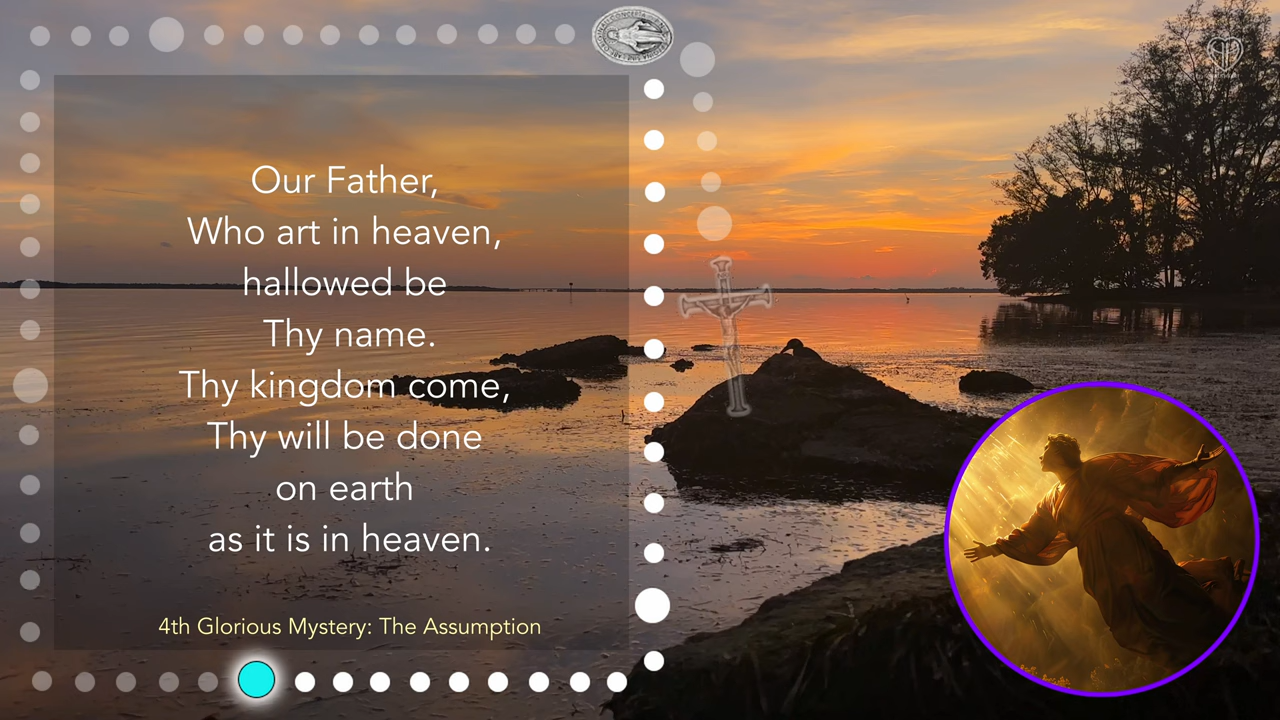 Our Father,
Who art in heaven,
hallowed be
Thy name.
Thy kingdom come,
Thy will be done
on earth
as it is in heaven.
4th Glorious Mystery: The Assumption